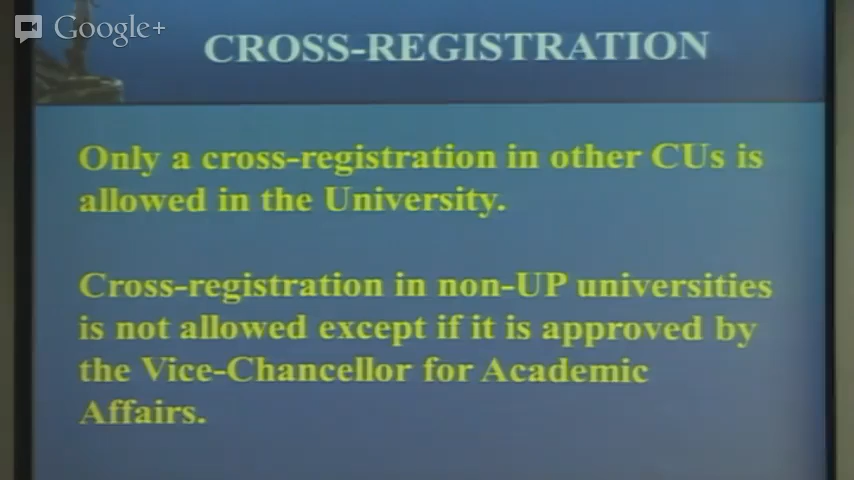 Google+
CROSS-REGISTRATION
Only a cross-registration in other CUs is
allowed in the University.
Cross-registration in non-UP universities
is not allowed except if it is approved by
the Vice-Chancellor for Academic
Affairs.